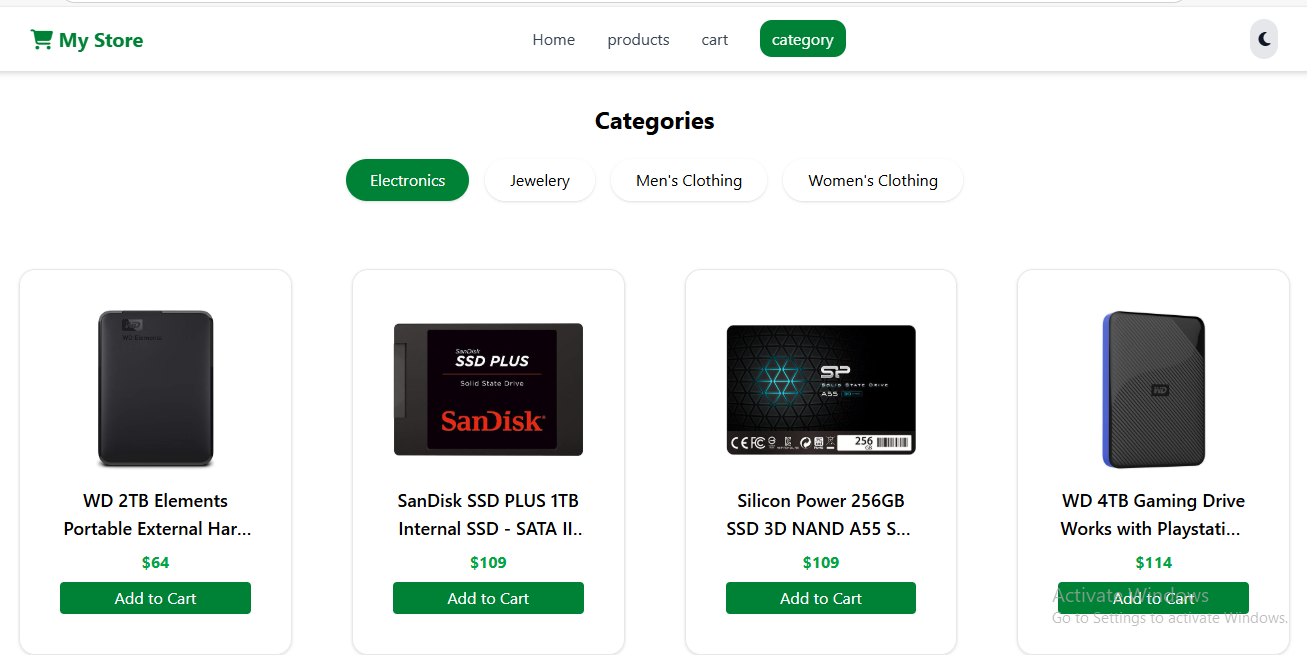 My Store
Home
products
cart
category
Categories
Electronics
Jewelery
Men's Clothing
Women's Clothing
WD
WD Elements
SanDisk
SSD PLUS
Solid State Drive
SanDisk
SP
SOLID STATE DRIVE
A55
256
GB
WD
WD 2TB Elements
Portable External Har...
$64
Add to Cart
SanDisk SSD PLUS 1TB
Internal SSD - SATA II..
$109
Add to Cart
Silicon Power 256GB
SSD 3D NAND A55 S...
$109
Add to Cart
WD 4TB Gaming Drive
Works with Playstati...
$114
Add to Cart
Activate Windows
Go to Settings to activate Windows.